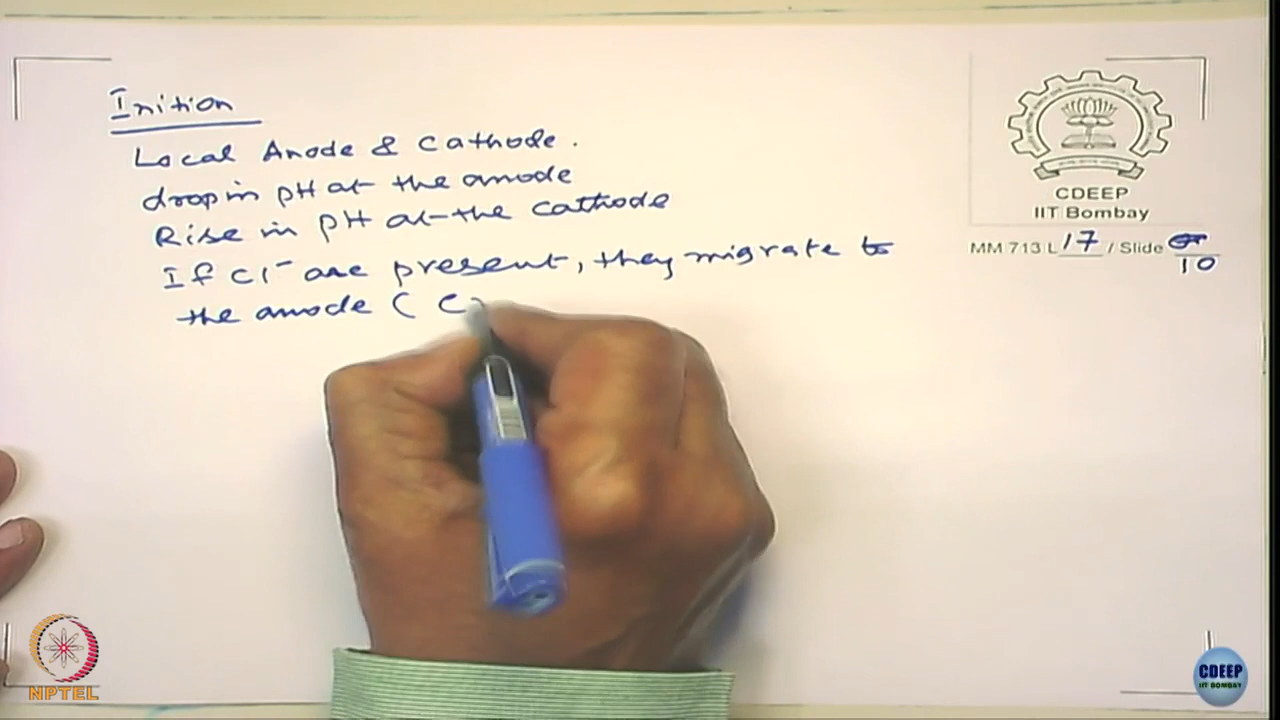 Inition
Local Anode & Cathode.
drop in pH at the anode
Rise in pH at the cathode
If Cl⁻ are present, they migrate to
the anode ( C
CDEEP
IIT Bombay
MM 713 L 17 / Slide
10
NPTEL
CDEEP
IIT BOMBAY